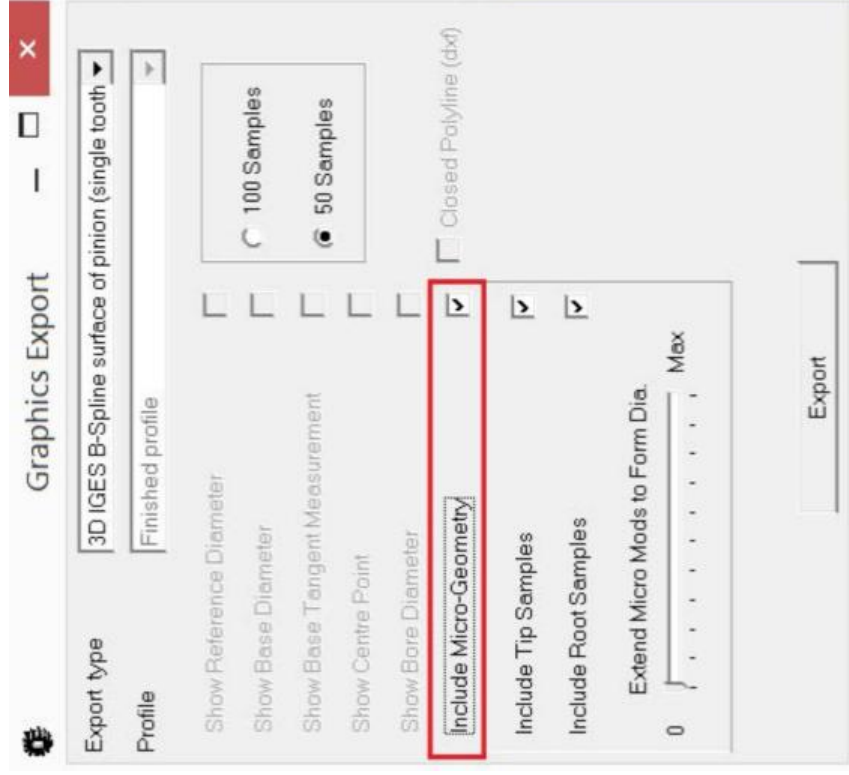 Graphics Export
Export type 3D IGES B-Spline surface of pinion (single tooth
Profile Finished profile
Show Reference Diameter
Show Base Diameter
Show Base Tangent Measurement
Show Centre Point
Show Bore Diameter
100 Samples
50 Samples
Include Micro-Geometry
Closed Polyline (dxf)
Include Tip Samples
Include Root Samples
Extend Micro Mods to Form Dia.
0 Max
Export